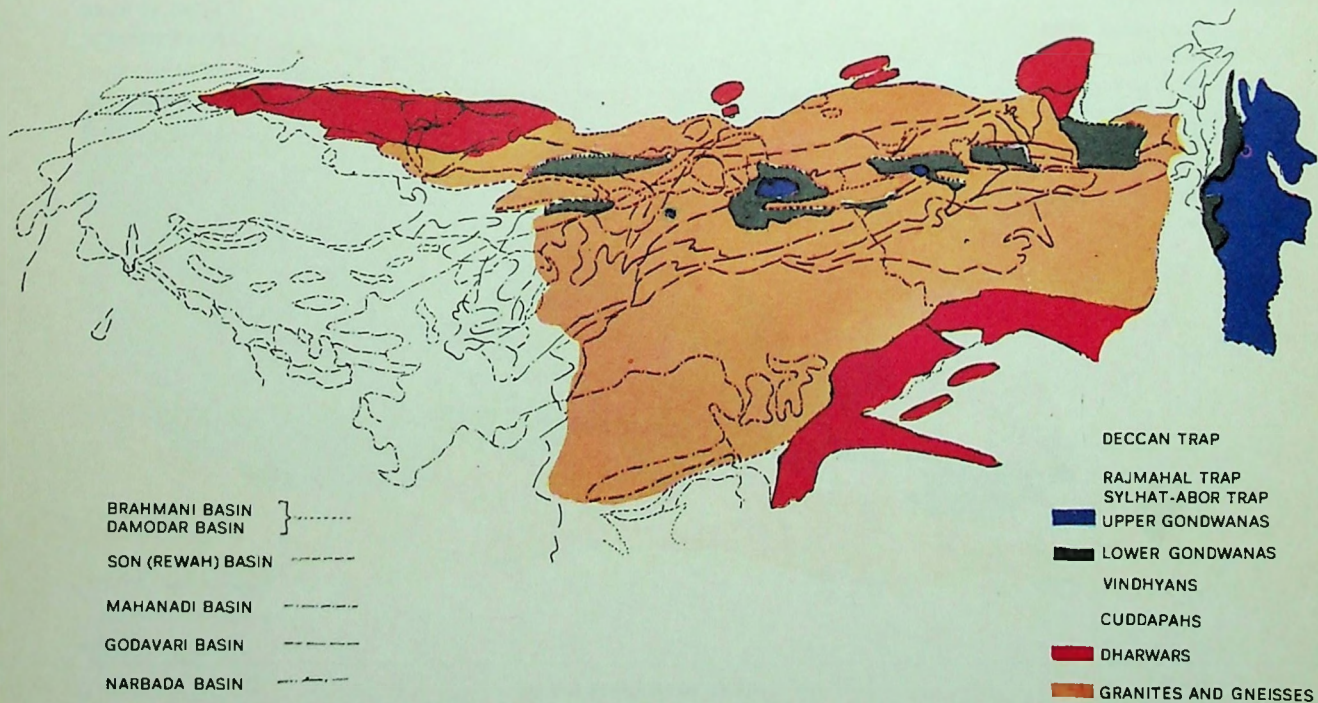 BRAHMANI BASIN
DAMODAR BASIN
SON (REWAH) BASIN
MAHANADI BASIN
GODAVARI BASIN
NARBADA BASIN
DECCAN TRAP
RAJMAHAL TRAP
SYLHAT-ABOR TRAP
UPPER GONDWANAS
LOWER GONDWANAS
VINDHYANS
CUDDAPAHS
DHARWARS
GRANITES AND GNEISSES